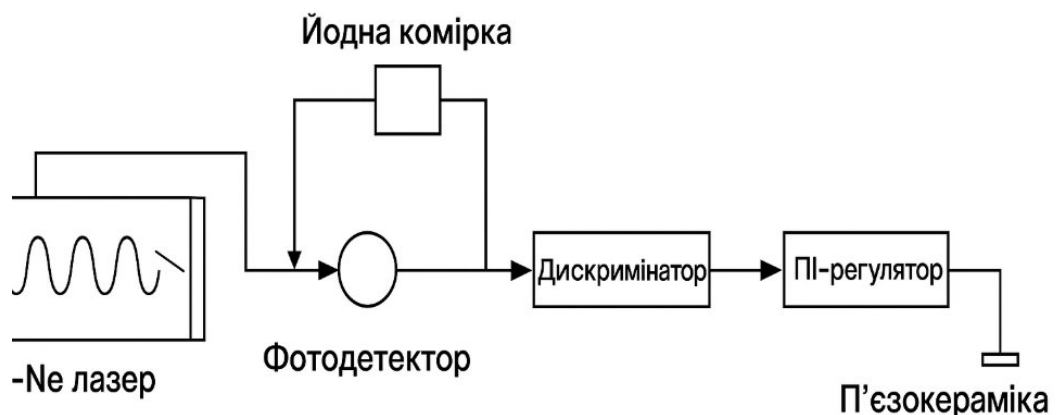 Йодна комірка
Дискримінатор
ПІ-регулятор
Фотодетектор
-Ne лазер
П’єзокераміка